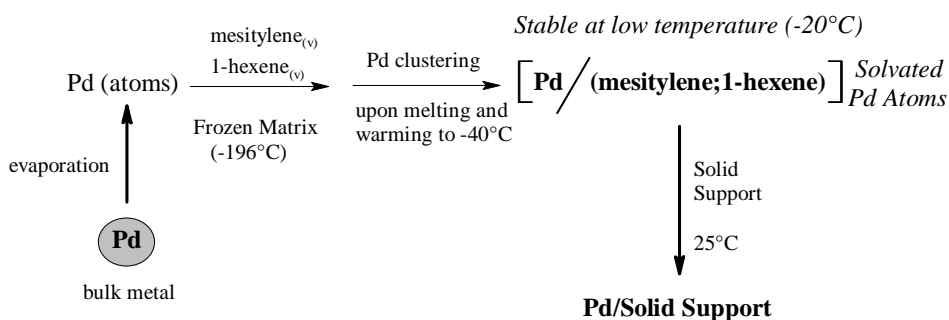 Stable at low temperature (-20°C)
mesitylene(v)
1-hexene(v)
Pd (atoms)
Pd clustering
[Pd/(mesitylene;1-hexene)]
Solvated
Pd Atoms
Frozen Matrix
(-196°C)
upon melting and
warming to -40°C
evaporation
Solid
Support
25°C
Pd
bulk metal
Pd/Solid Support